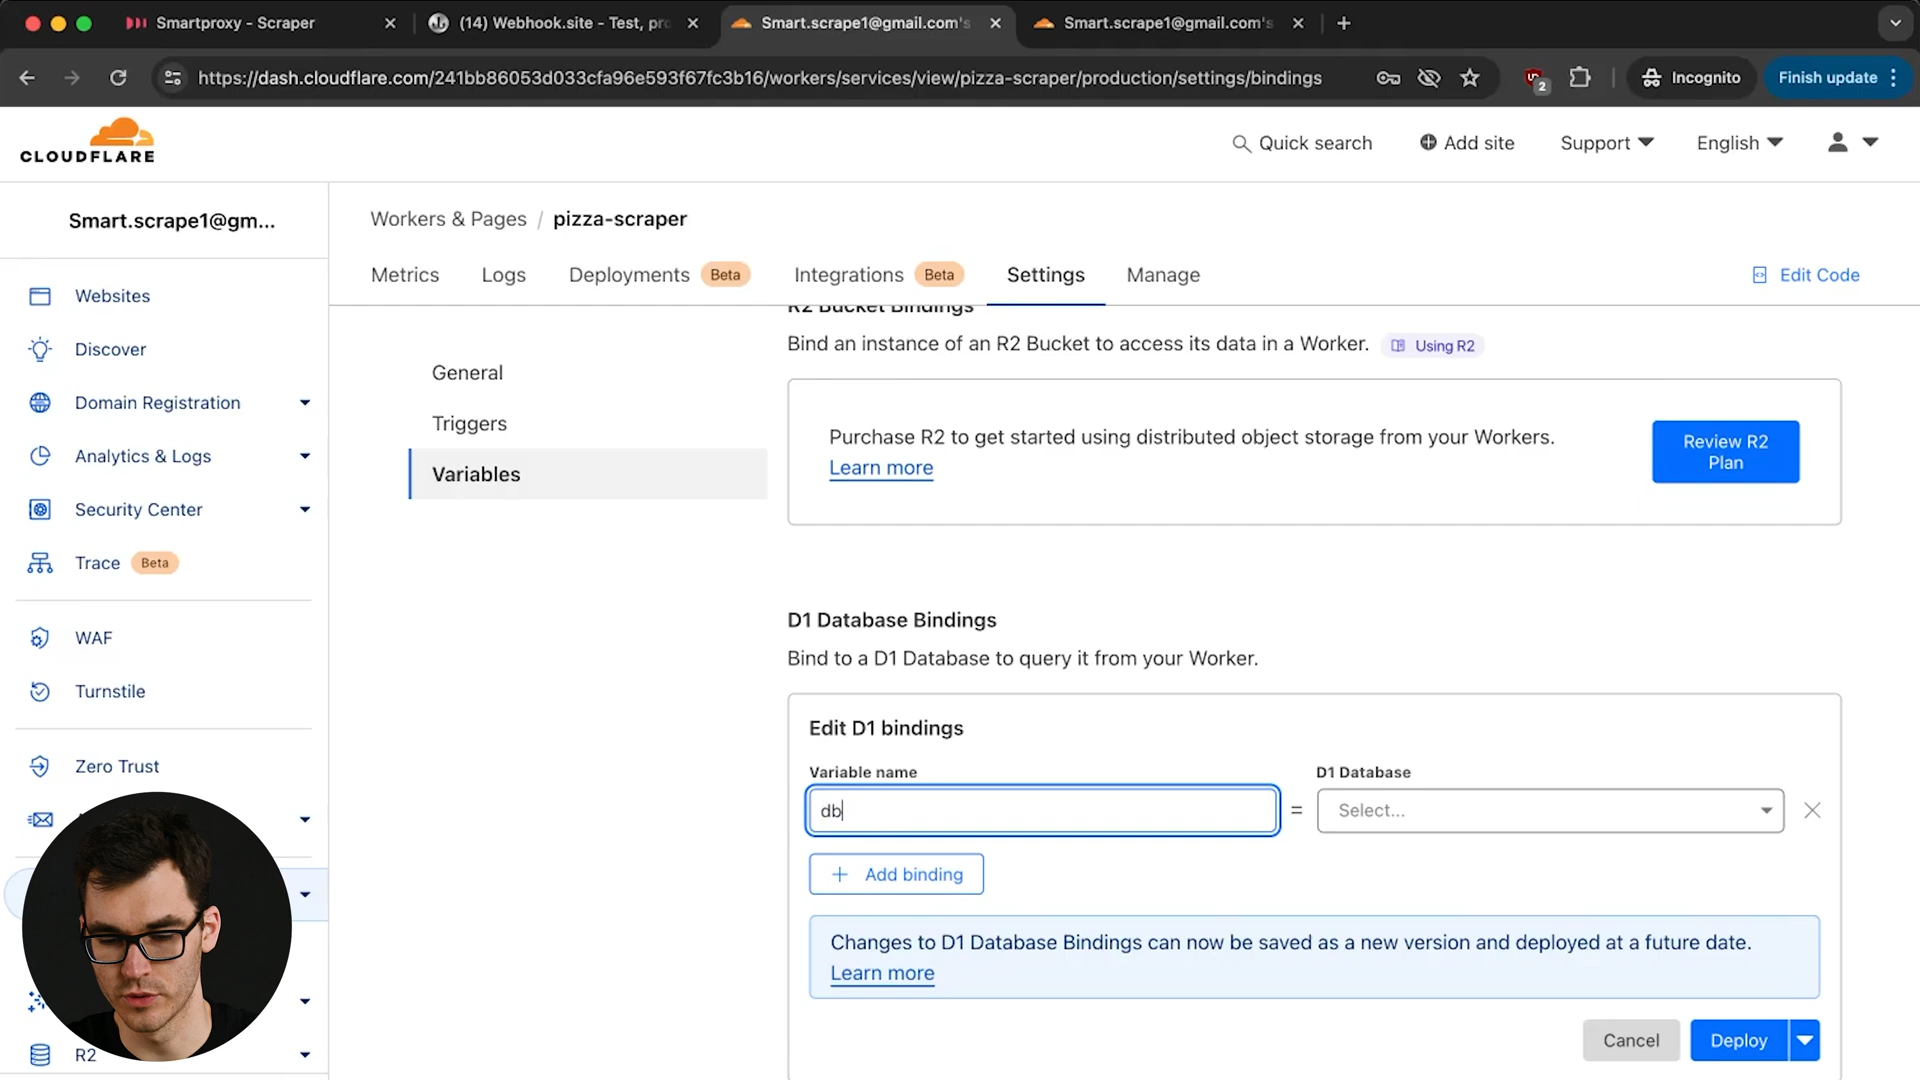 Smartproxy - Scraper
(14) Webhook.site - Test, pro
Smart.scrape1@gmail.com's
Smart.scrape1@gmail.com's
https://dash.cloudflare.com/241bb86053d033cfa96e593f67fc3b16/workers/services/view/pizza-scraper/production/settings/bindings
2
Incognito
Finish update
CLOUDFLARE
Quick search
Add site
Support
English
Smart.scrape1@gm...
Websites
Discover
Domain Registration
Analytics & Logs
Security Center
Trace Beta
WAF
Turnstile
Zero Trust
R2
Workers & Pages / pizza-scraper
Metrics
Logs
Deployments Beta
Integrations Beta
Settings
Manage
Edit Code
General
Triggers
Variables
R2 Bucket Bindings
Bind an instance of an R2 Bucket to access its data in a Worker. Using R2
Purchase R2 to get started using distributed object storage from your Workers.
Learn more
Review R2
Plan
D1 Database Bindings
Bind to a D1 Database to query it from your Worker.
Edit D1 bindings
Variable name
D1 Database
db
=
Select...
+ Add binding
Changes to D1 Database Bindings can now be saved as a new version and deployed at a future date.
Learn more
Cancel
Deploy